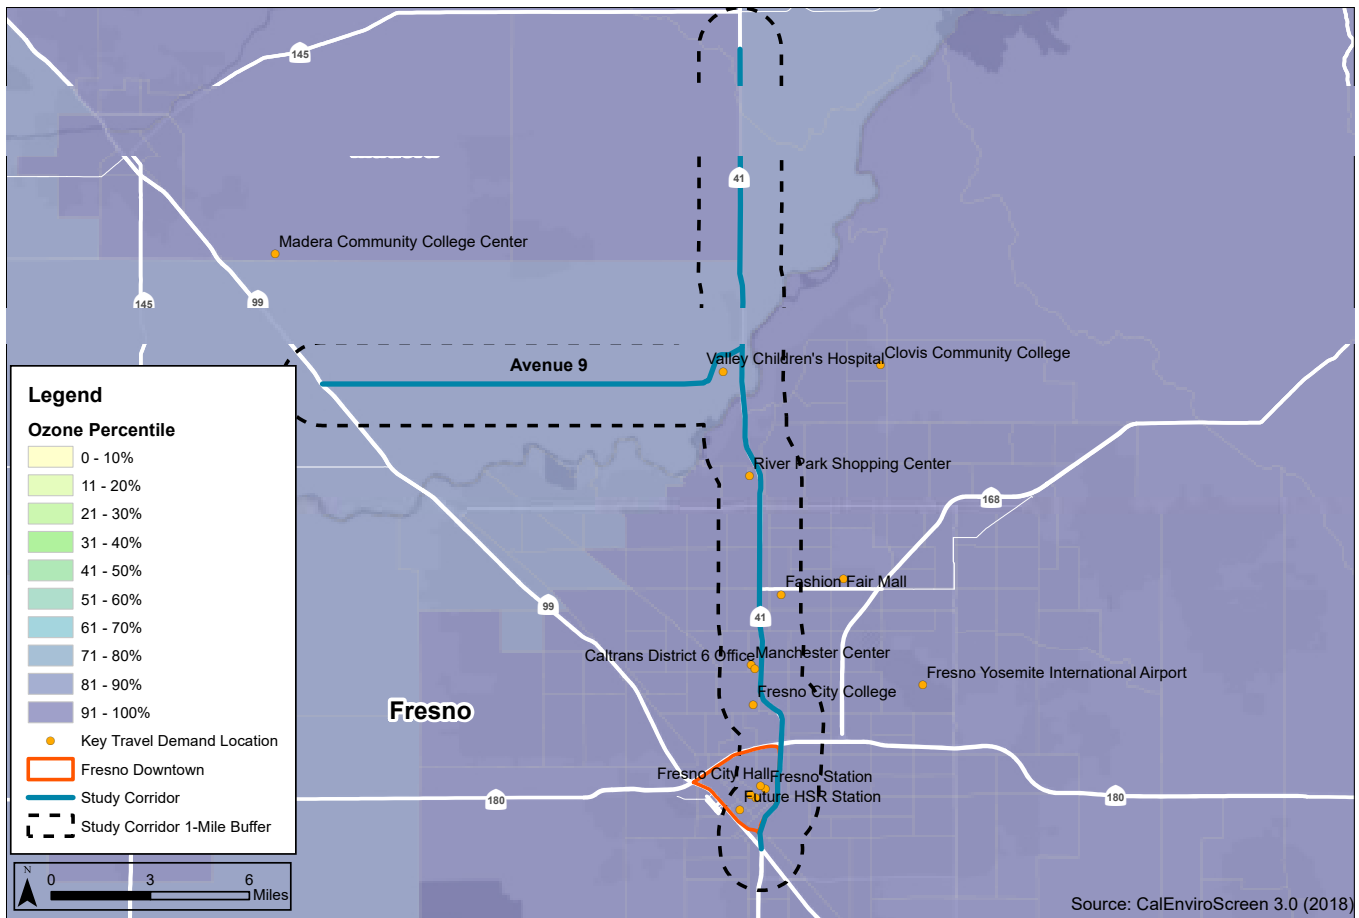 145
41
Madera Community College Center
145
99
Avenue 9
Valley Children's Hospital
Clovis Community College
River Park Shopping Center
168
Fashion Fair Mall
99
41
Caltrans District 6 Office
Manchester Center
Fresno Yosemite International Airport
Fresno City College
Fresno
Fresno City Hall
Fresno Station
Future HSR Station
180
180
Legend
Ozone Percentile
0 - 10%
11 - 20%
21 - 30%
31 - 40%
41 - 50%
51 - 60%
61 - 70%
71 - 80%
81 - 90%
91 - 100%
Key Travel Demand Location
Fresno Downtown
Study Corridor
Study Corridor 1-Mile Buffer
N
0 3 6
Miles
Source: CalEnviroScreen 3.0 (2018)